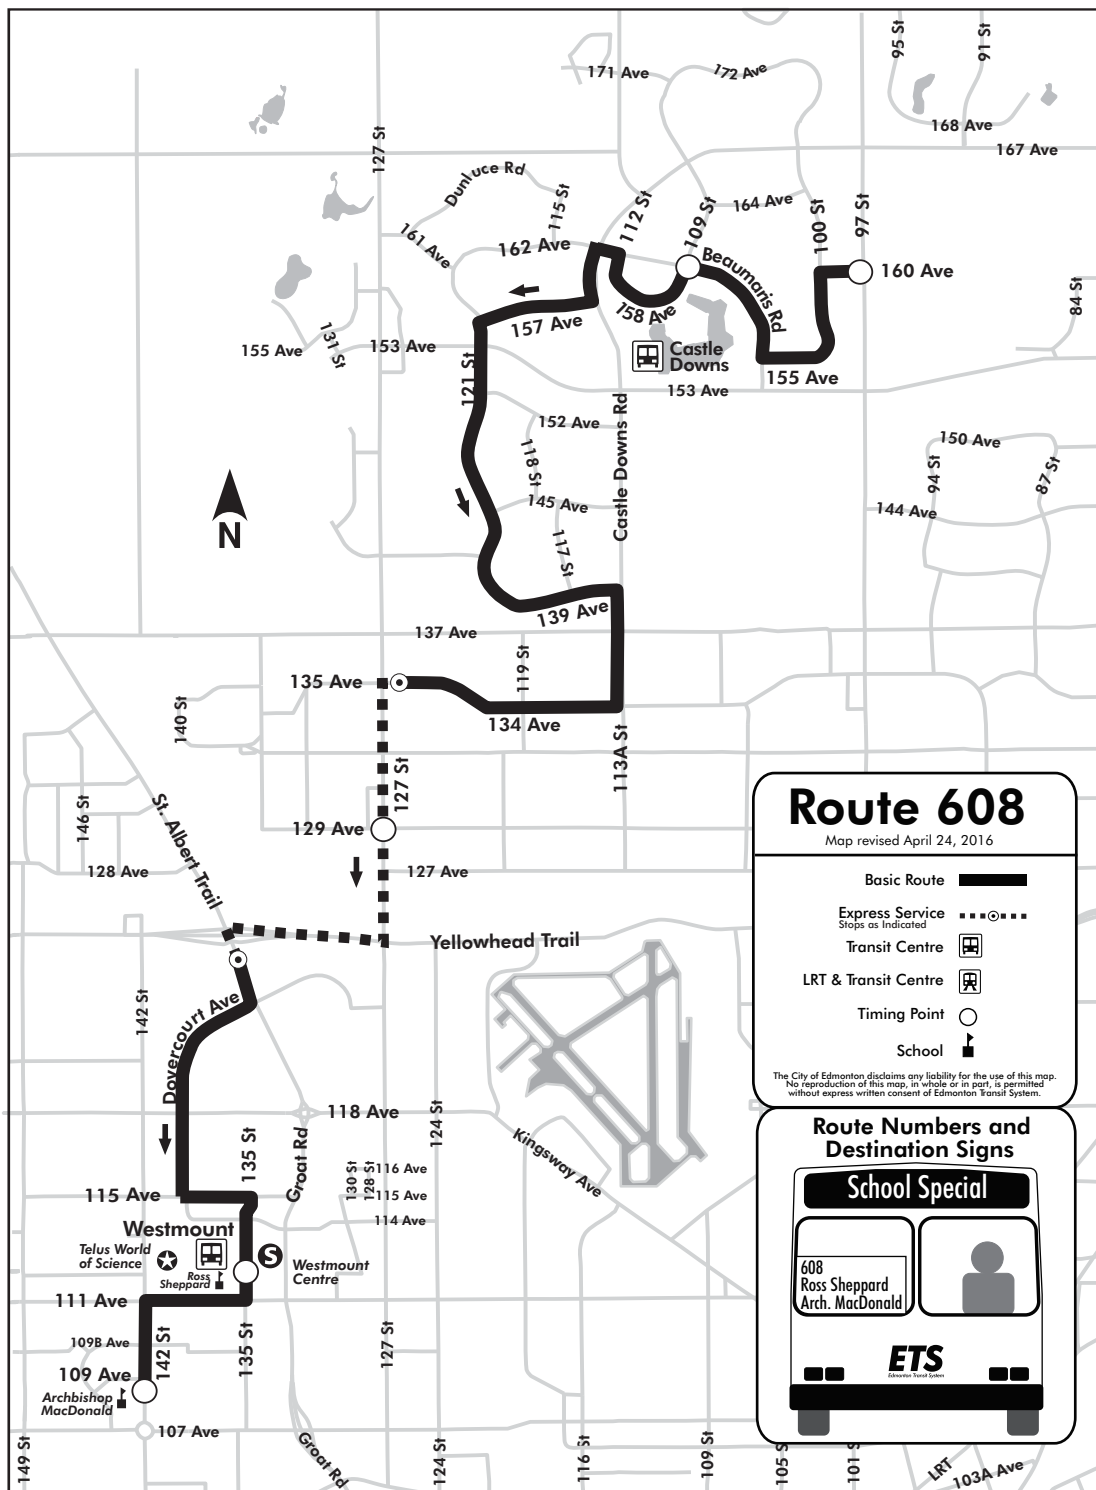 95 St
91 St
171 Ave
172 Ave
168 Ave
167 Ave
127 St
Dunluce Rd
115 St
112 St
109 St
164 Ave
100 St
97 St
161 Ave
162 Ave
Beaumaris Rd
160 Ave
84 St
158 Ave
157 Ave
131 St
155 Ave
153 Ave
Castle
Downs
155 Ave
153 Ave
121 St
152 Ave
Castle Downs Rd
118 St
150 Ave
94 St
87 St
145 Ave
144 Ave
117 St
N
139 Ave
137 Ave
119 St
135 Ave
140 St
134 Ave
113A St
127 St
146 St
St. Albert Trail
129 Ave
128 Ave
127 Ave
Yellowhead Trail
142 St
Dovercourt Ave
118 Ave
124 St
Kingsway Ave
135 St
Groat Rd
130 St
128 St
116 Ave
115 Ave
115 Ave
114 Ave
Westmount
Telus World
of Science
S
Ross
Sheppard
Westmount
Centre
111 Ave
109B Ave
142 St
135 St
127 St
109 Ave
Archbishop
MacDonald
107 Ave
149 St
Groat Rd
124 St
116 St
109 St
105 S
101 S
LRT
103A Ave
Route 608
Map revised April 24, 2016
Basic Route
Express Service
Stops as Indicated
Transit Centre
LRT & Transit Centre
Timing Point
School
The City of Edmonton disclaims any liability for the use of this map.
No reproduction of this map, in whole or in part, is permitted
without express written consent of Edmonton Transit System.
Route Numbers and
Destination Signs
School Special
608
Ross Sheppard
Arch. MacDonald
ETS
Edmonton Transit System